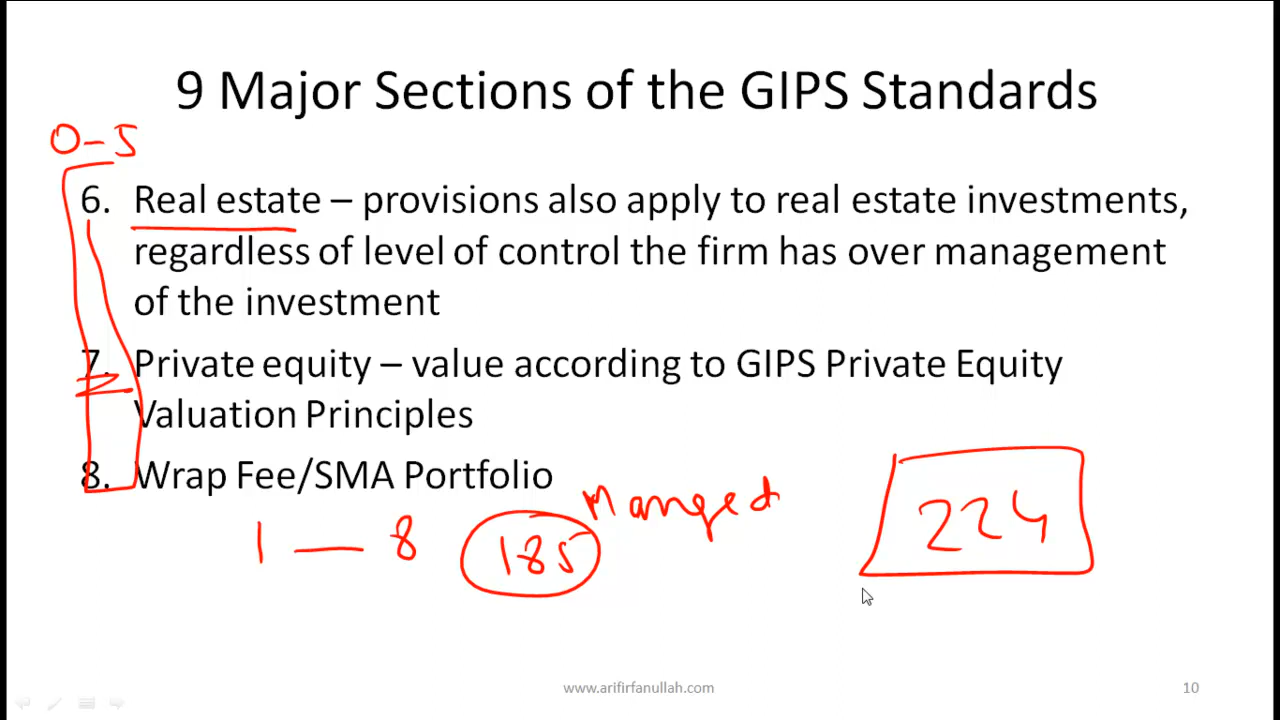 9 Major Sections of the GIPS Standards
0-5
6. Real estate – provisions also apply to real estate investments,
regardless of level of control the firm has over management
of the investment
7. Private equity – value according to GIPS Private Equity
Valuation Principles
8. Wrap Fee/SMA Portfolio
Manged
1 — 8 185 224
www.arifirfanullah.com 10